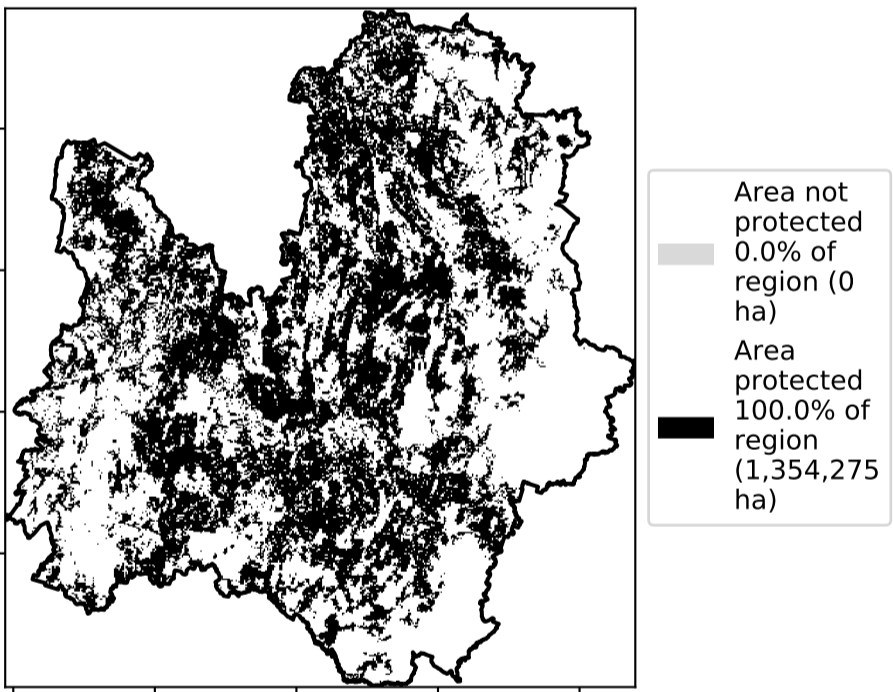 Area not
protected
0.0% of
region (0
ha)
Area
protected
100.0% of
region
(1,354,275
ha)